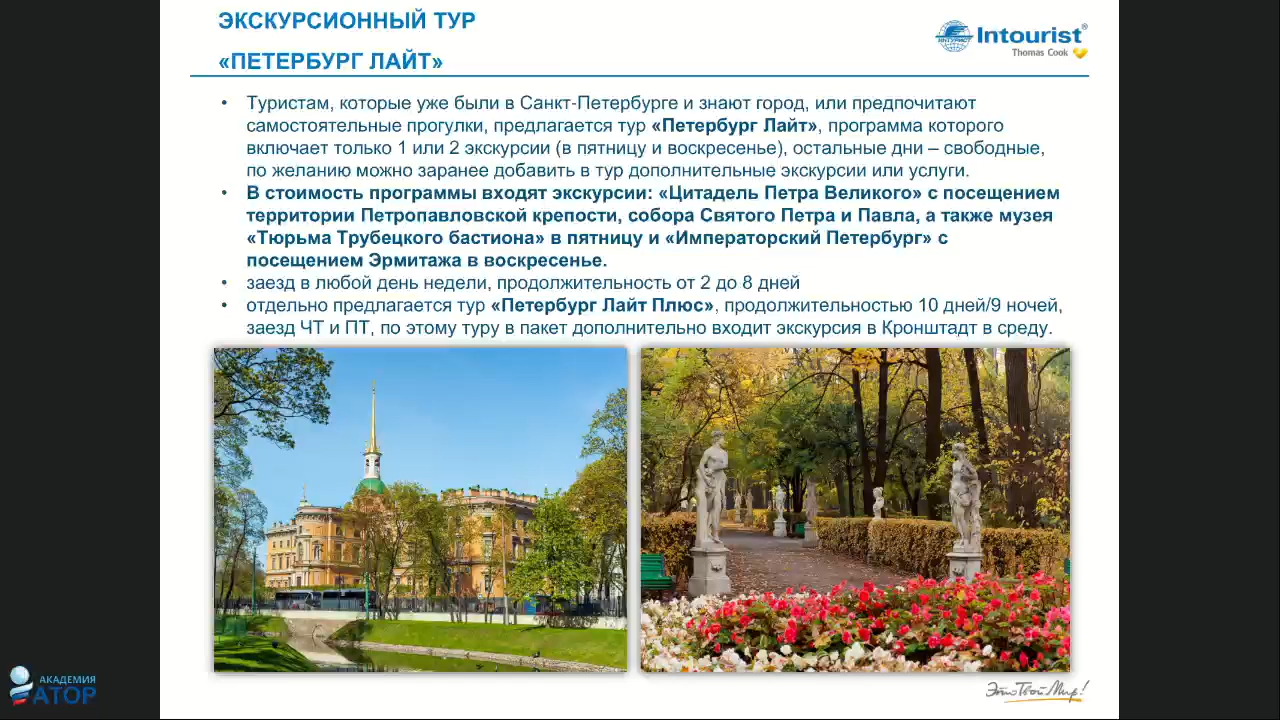 ЭКСКУРСИОННЫЙ ТУР
«ПЕТЕРБУРГ ЛАЙТ»
ИНТУРИСТ
Intourist®
Thomas Cook
• Туристам, которые уже были в Санкт-Петербурге и знают город, или предпочитают
самостоятельные прогулки, предлагается тур «Петербург Лайт», программа которого
включает только 1 или 2 экскурсии (в пятницу и воскресенье), остальные дни – свободные,
по желанию можно заранее добавить в тур дополнительные экскурсии или услуги.
• В стоимость программы входят экскурсии: «Цитадель Петра Великого» с посещением
территории Петропавловской крепости, собора Святого Петра и Павла, а также музея
«Тюрьма Трубецкого бастиона» в пятницу и «Императорский Петербург» с
посещением Эрмитажа в воскресенье.
• заезд в любой день недели, продолжительность от 2 до 8 дней
• отдельно предлагается тур «Петербург Лайт Плюс», продолжительностью 10 дней/9 ночей,
заезд ЧТ и ПТ, по этому туру в пакет дополнительно входит экскурсия в Кронштадт в среду.
АКАДЕМИЯ
АТОР
Это Твой Мир!